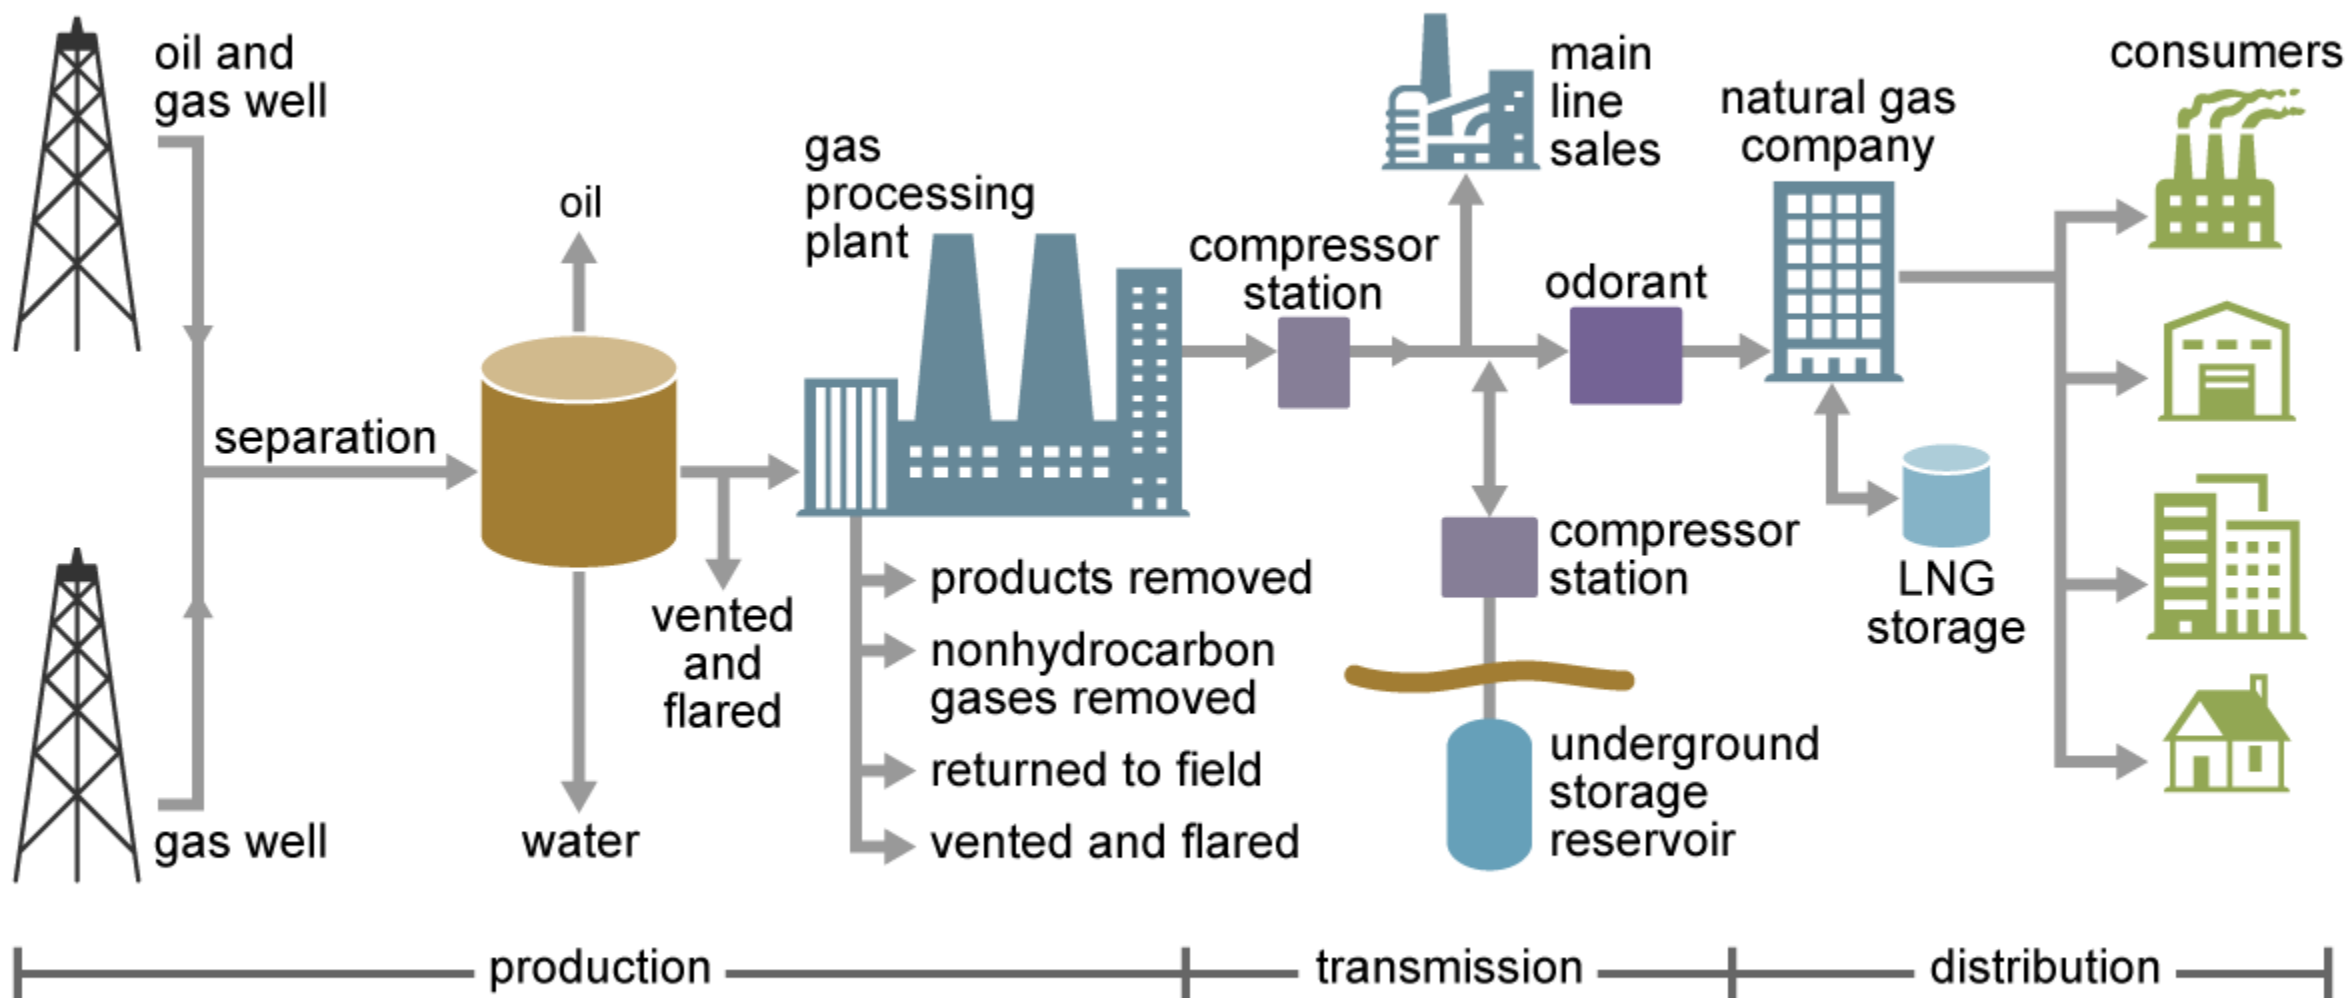 oil and
gas well
separation
gas well
oil
water
vented
and
flared
gas
processing
plant
products removed
nonhydrocarbon
gases removed
returned to field
vented and flared
compressor
station
main
line
sales
compressor
station
underground
storage
reservoir
odorant
natural gas
company
LNG
storage
consumers
production
transmission
distribution